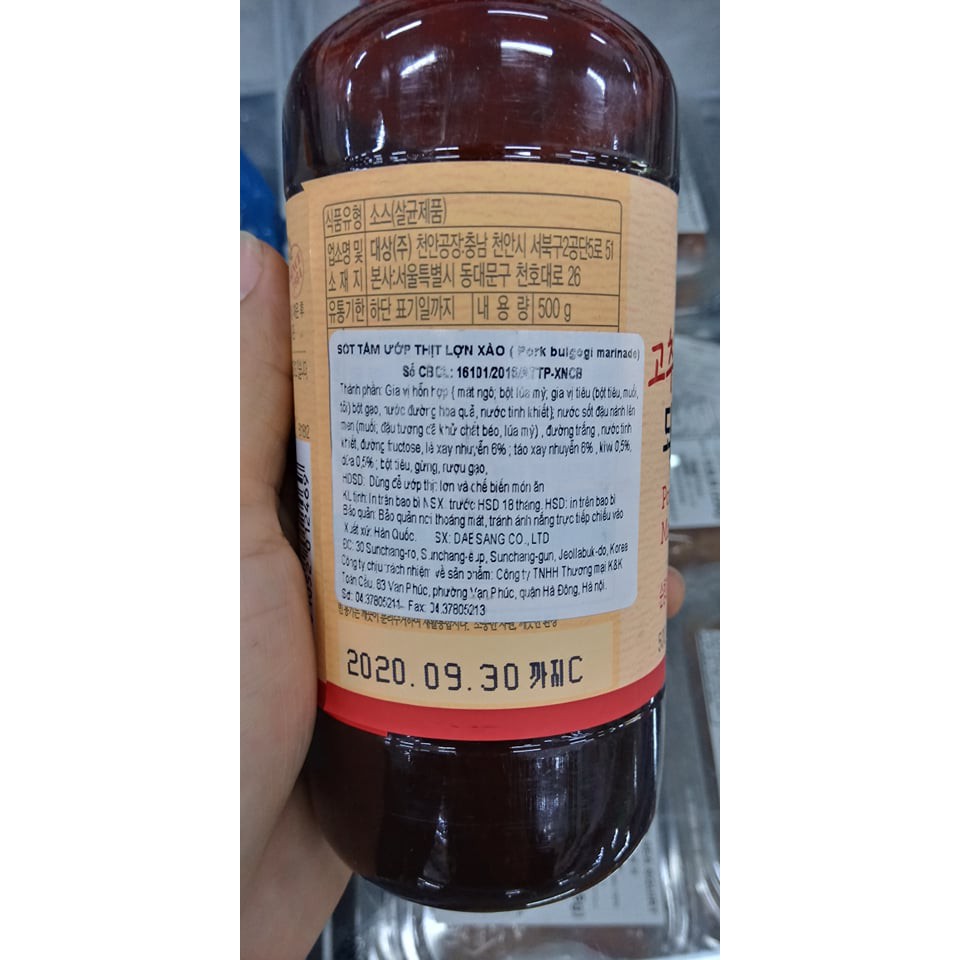 식품유형 소스(살균제품)
업소명 및 대상(주) 천안공장:충남 천안시 서북구2공단5로 51
소 재 지 본사:서울특별시 동대문구 천호대로 26
유통기한 하단 표기일까지 내 용 량 500 g
SỐT TẨM ƯỚP THỊT LỢN XÀO ( Pork bulgogi marinade)
Số CBCL: 16101/2016/ATTP-XNCB
Thành phần: Gia vị hỗn hợp ( mật ngô; bột lúa mỳ, gia vị tiêu (bột tiêu, muối,
tỏi) bột gạo, nước đường hoa quả, nước tinh khiết); nước sốt đậu nành lên
men (muối, đậu tương đã khử chất béo, lúa mỳ) , đường trắng , nước tinh
khiết, đường fructose, lê xay nhuyễn 6% ; táo xay nhuyễn 6% , kiwi 0,5%,
dứa 0,5% ; bột tiêu, gừng, rượu gạo,
HDSD: Dùng để ướp thịt lợn và chế biến món ăn
KL tịnh: in trên bao bì NSX: trước HSD 18 tháng. HSD: in trên bao bì
Bảo quản: Bảo quản nơi thoáng mát, tránh ánh nắng trực tiếp chiếu vào
Xuất xứ: Hàn Quốc. SX: DAESANG CO., LTD
ĐC: 30 Sunchang-ro, Sunchang-eup, Sunchang-gun, Jeollabuk-do, Korea
Công ty chịu trách nhiệm về sản phẩm: Công ty TNHH Thương mại K&K
Toàn Cầu, 63 Vạn Phúc, phường Vạn Phúc, quận Hà Đông, Hà nội.
Sđt: 04.37805211- Fax: 04.37805213
2020.09.30 까지C